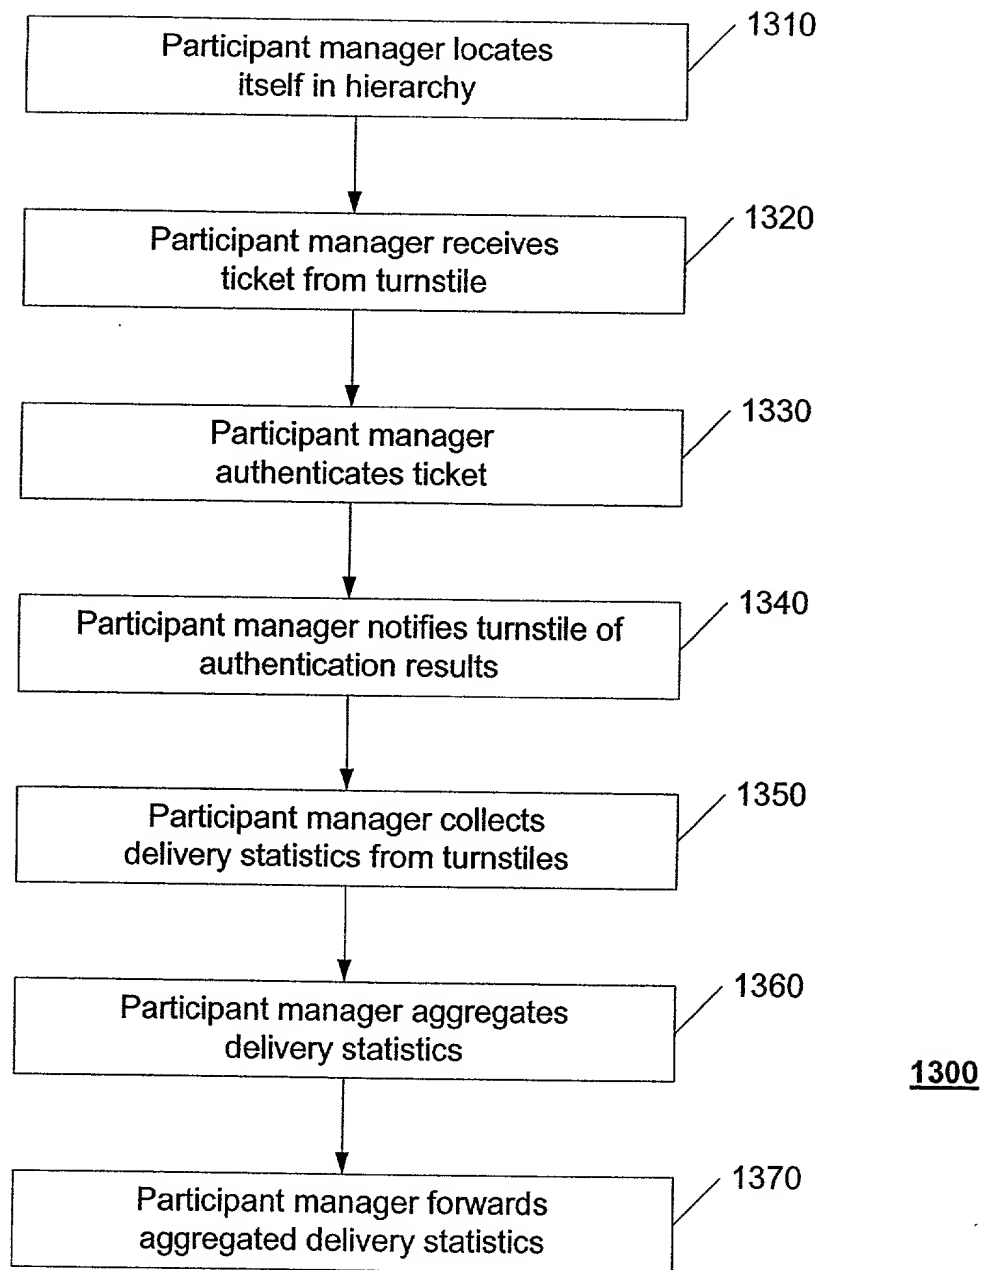 1310
Participant manager locates
itself in hierarchy
1320
Participant manager receives
ticket from turnstile
1330
Participant manager
authenticates ticket
1340
Participant manager notifies turnstile of
authentication results
1350
Participant manager collects
delivery statistics from turnstiles
1360
Participant manager aggregates
delivery statistics
1300
1370
Participant manager forwards
aggregated delivery statistics